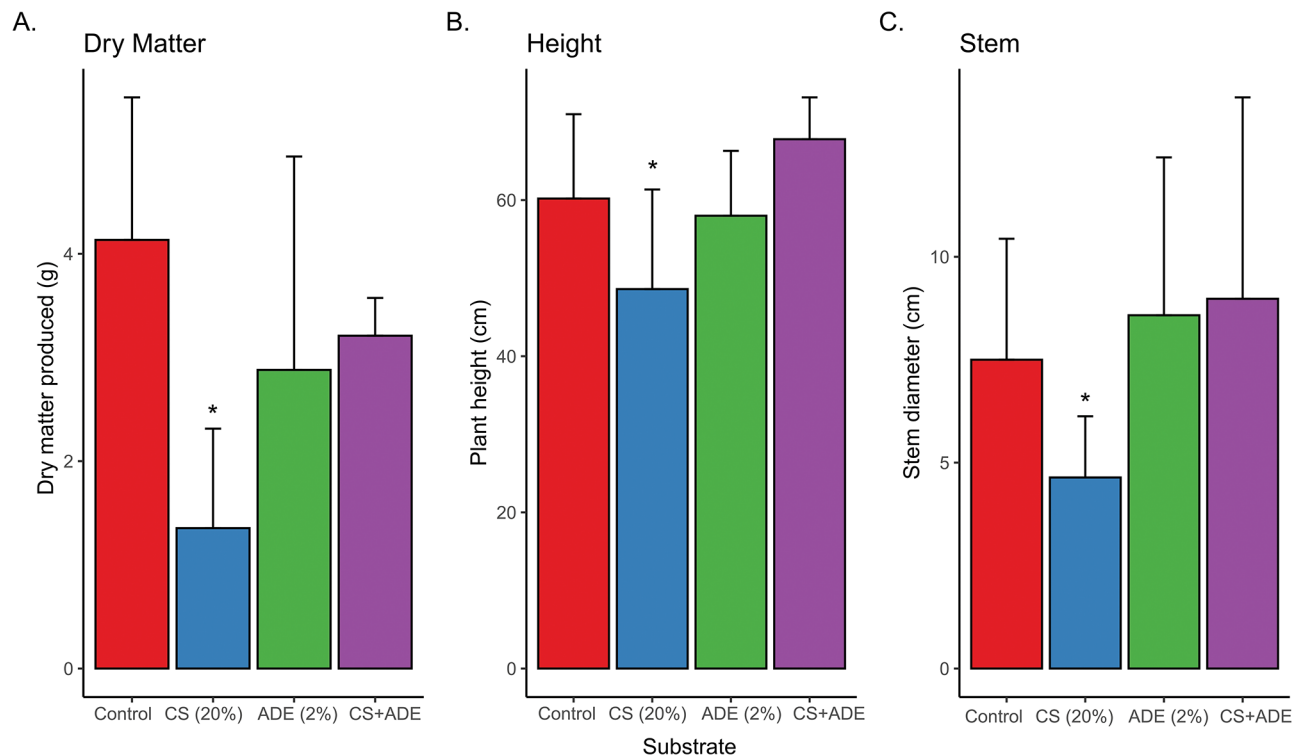 A.
Dry Matter
Dry matter produced (g)
4
2
0
*
Control CS (20%) ADE (2%) CS+ADE
B.
Height
Plant height (cm)
60
40
20
0
*
Control CS (20%) ADE (2%) CS+ADE
Substrate
C.
Stem
Stem diameter (cm)
10
5
0
*
Control CS (20%) ADE (2%) CS+ADE